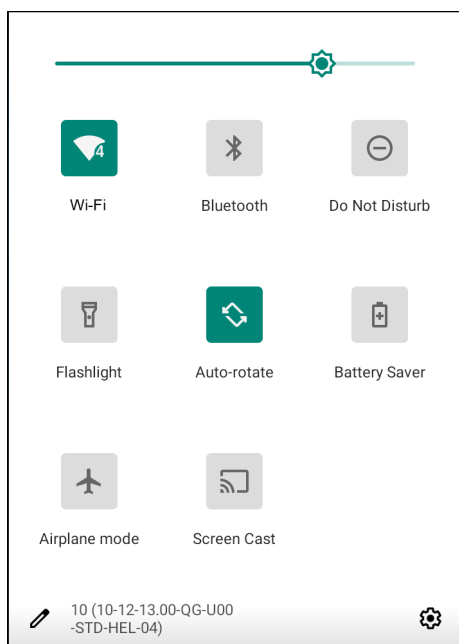 4
Wi-Fi Bluetooth Do Not Disturb
Flashlight Auto-rotate Battery Saver
Airplane mode Screen Cast
10 (10-12-13.00-QG-U00
-STD-HEL-04)